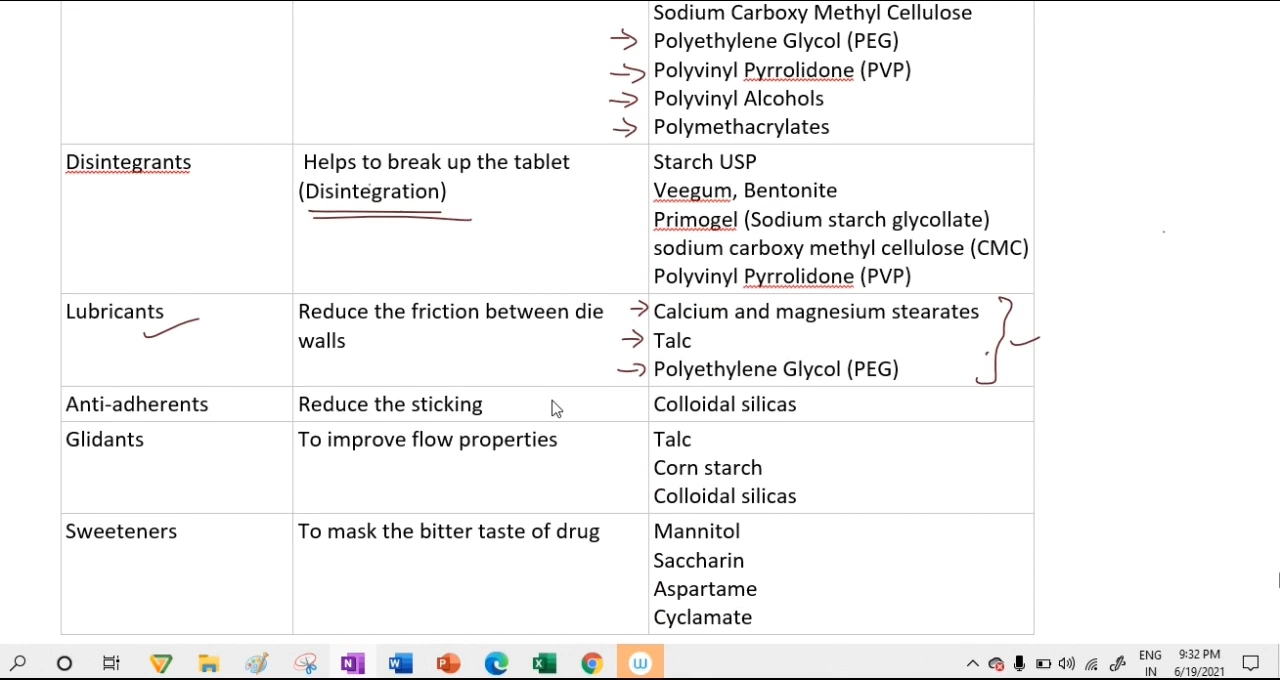 Sodium Carboxy Methyl Cellulose
Polyethylene Glycol (PEG)
Polyvinyl Pyrrolidone (PVP)
Polyvinyl Alcohols
Polymethacrylates
Disintegrants
Helps to break up the tablet
(Disintegration)
Starch USP
Veegum, Bentonite
Primogel (Sodium starch glycollate)
sodium carboxy methyl cellulose (CMC)
Polyvinyl Pyrrolidone (PVP)
Lubricants
Reduce the friction between die
walls
Calcium and magnesium stearates
Talc
Polyethylene Glycol (PEG)
Anti-adherents
Reduce the sticking
Colloidal silicas
Glidants
To improve flow properties
Talc
Corn starch
Colloidal silicas
Sweeteners
To mask the bitter taste of drug
Mannitol
Saccharin
Aspartame
Cyclamate
ENG
IN
9:32 PM
6/19/2021